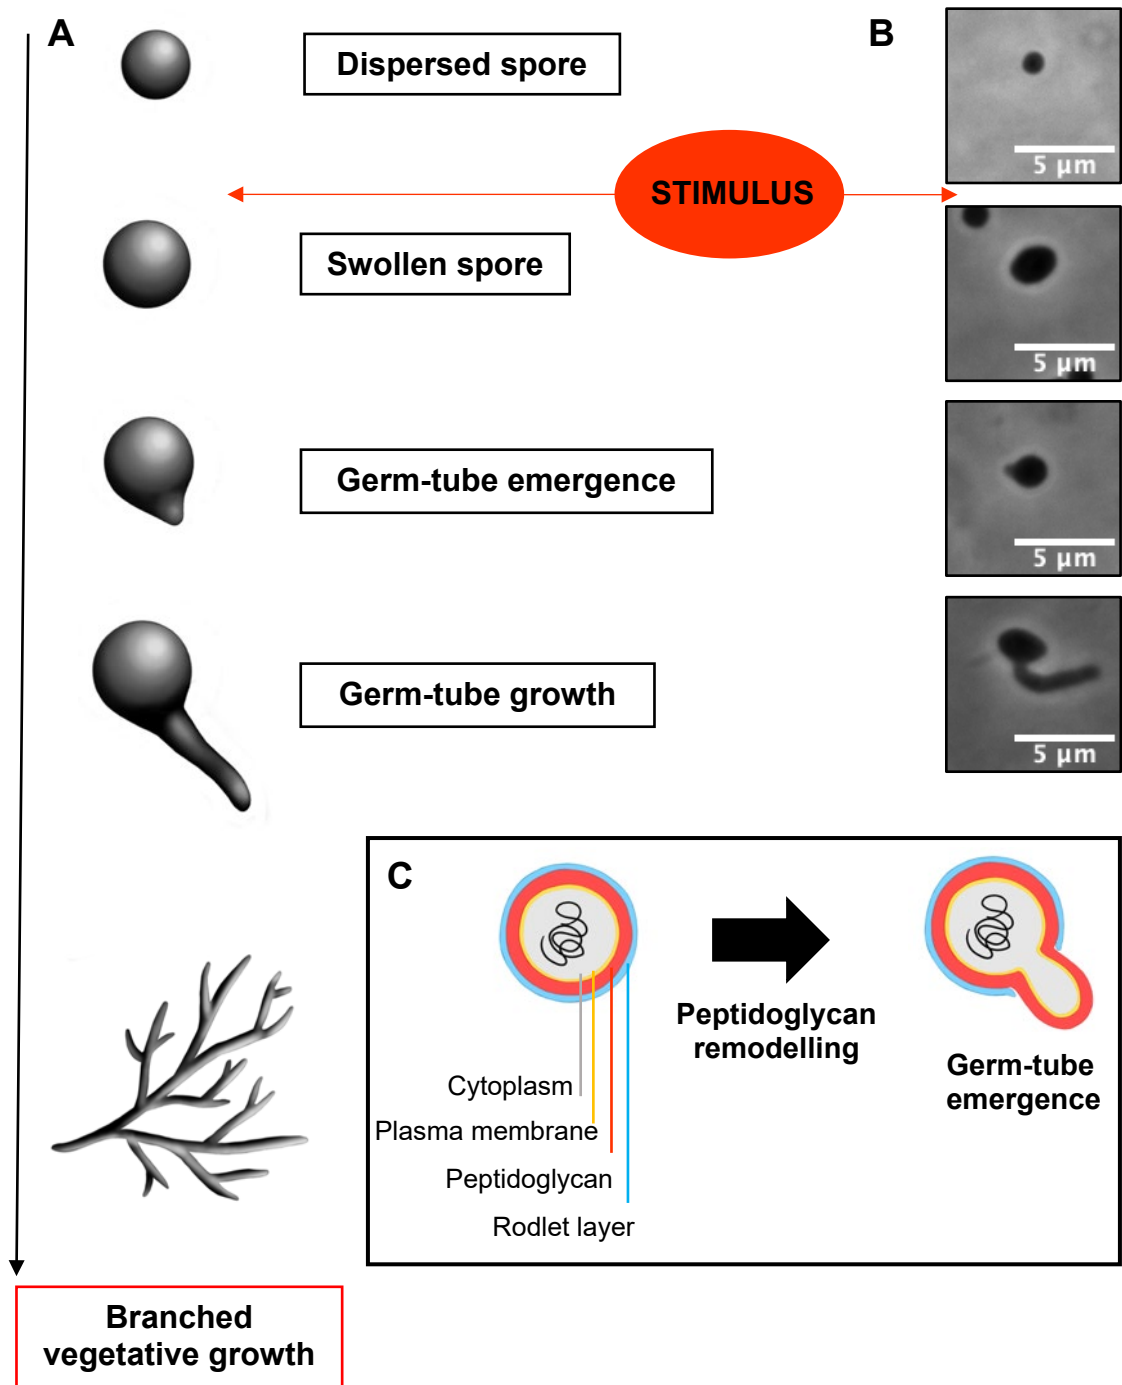 A
Dispersed spore
B
5 µm
STIMULUS
Swollen spore
5 µm
Germ-tube emergence
5 µm
Germ-tube growth
5 µm
C
Cytoplasm
Plasma membrane
Peptidoglycan
Rodlet layer
Peptidoglycan
remodelling
Germ-tube
emergence
Branched
vegetative growth